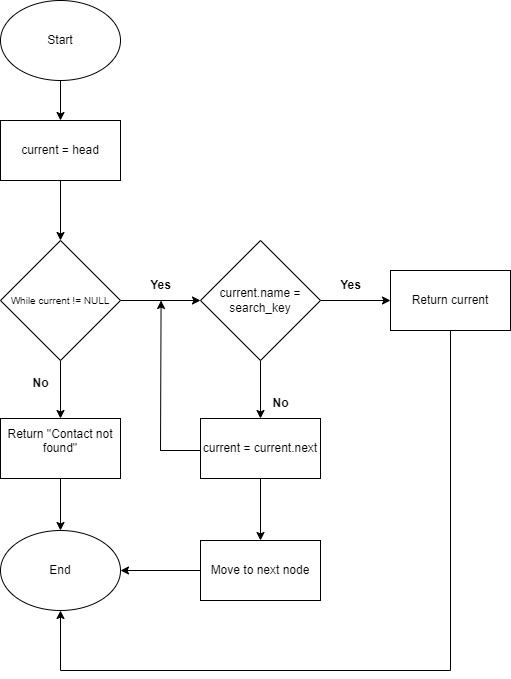 Start
current = head
While current != NULL
Yes
current.name =
search_key
Yes
Return current
No
No
Return "Contact not
found"
current = current.next
End
Move to next node